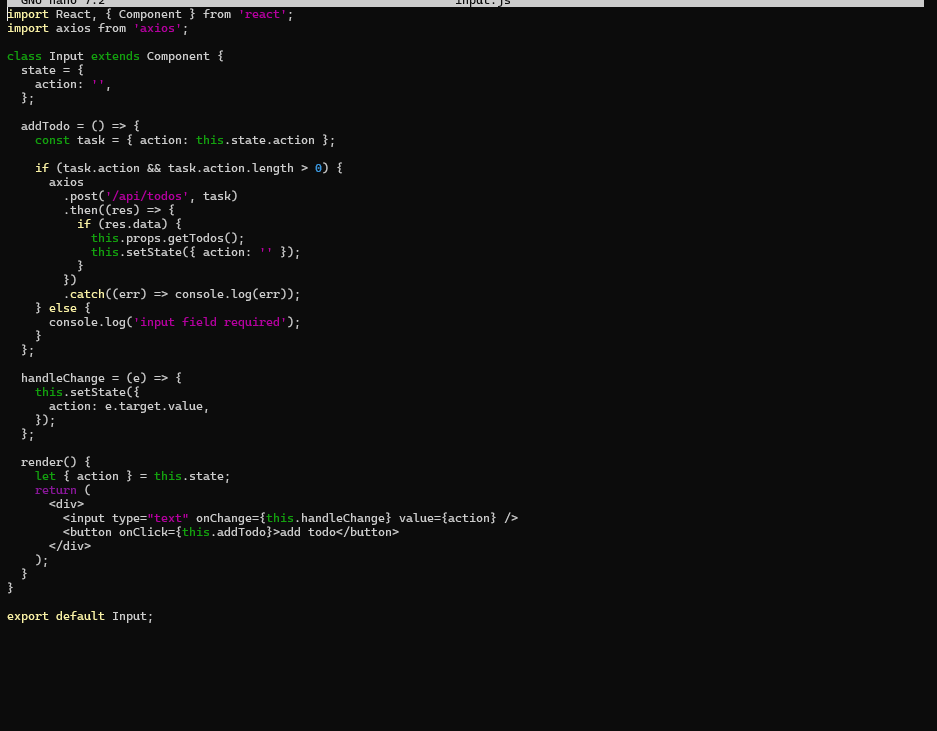 GNU nano 7.2 input.js
import React, { Component } from 'react';
import axios from 'axios';

class Input extends Component {
  state = {
    action: '',
  };

  addTodo = () => {
    const task = { action: this.state.action };

    if (task.action && task.action.length > 0) {
      axios
        .post('/api/todos', task)
        .then((res) => {
          if (res.data) {
            this.props.getTodos();
            this.setState({ action: '' });
          }
        })
        .catch((err) => console.log(err));
    } else {
      console.log('input field required');
    }
  };

  handleChange = (e) => {
    this.setState({
      action: e.target.value,
    });
  };

  render() {
    let { action } = this.state;
    return (
      <div>
        <input type="text" onChange={this.handleChange} value={action} />
        <button onClick={this.addTodo}>add todo</button>
      </div>
    );
  }
}

export default Input;